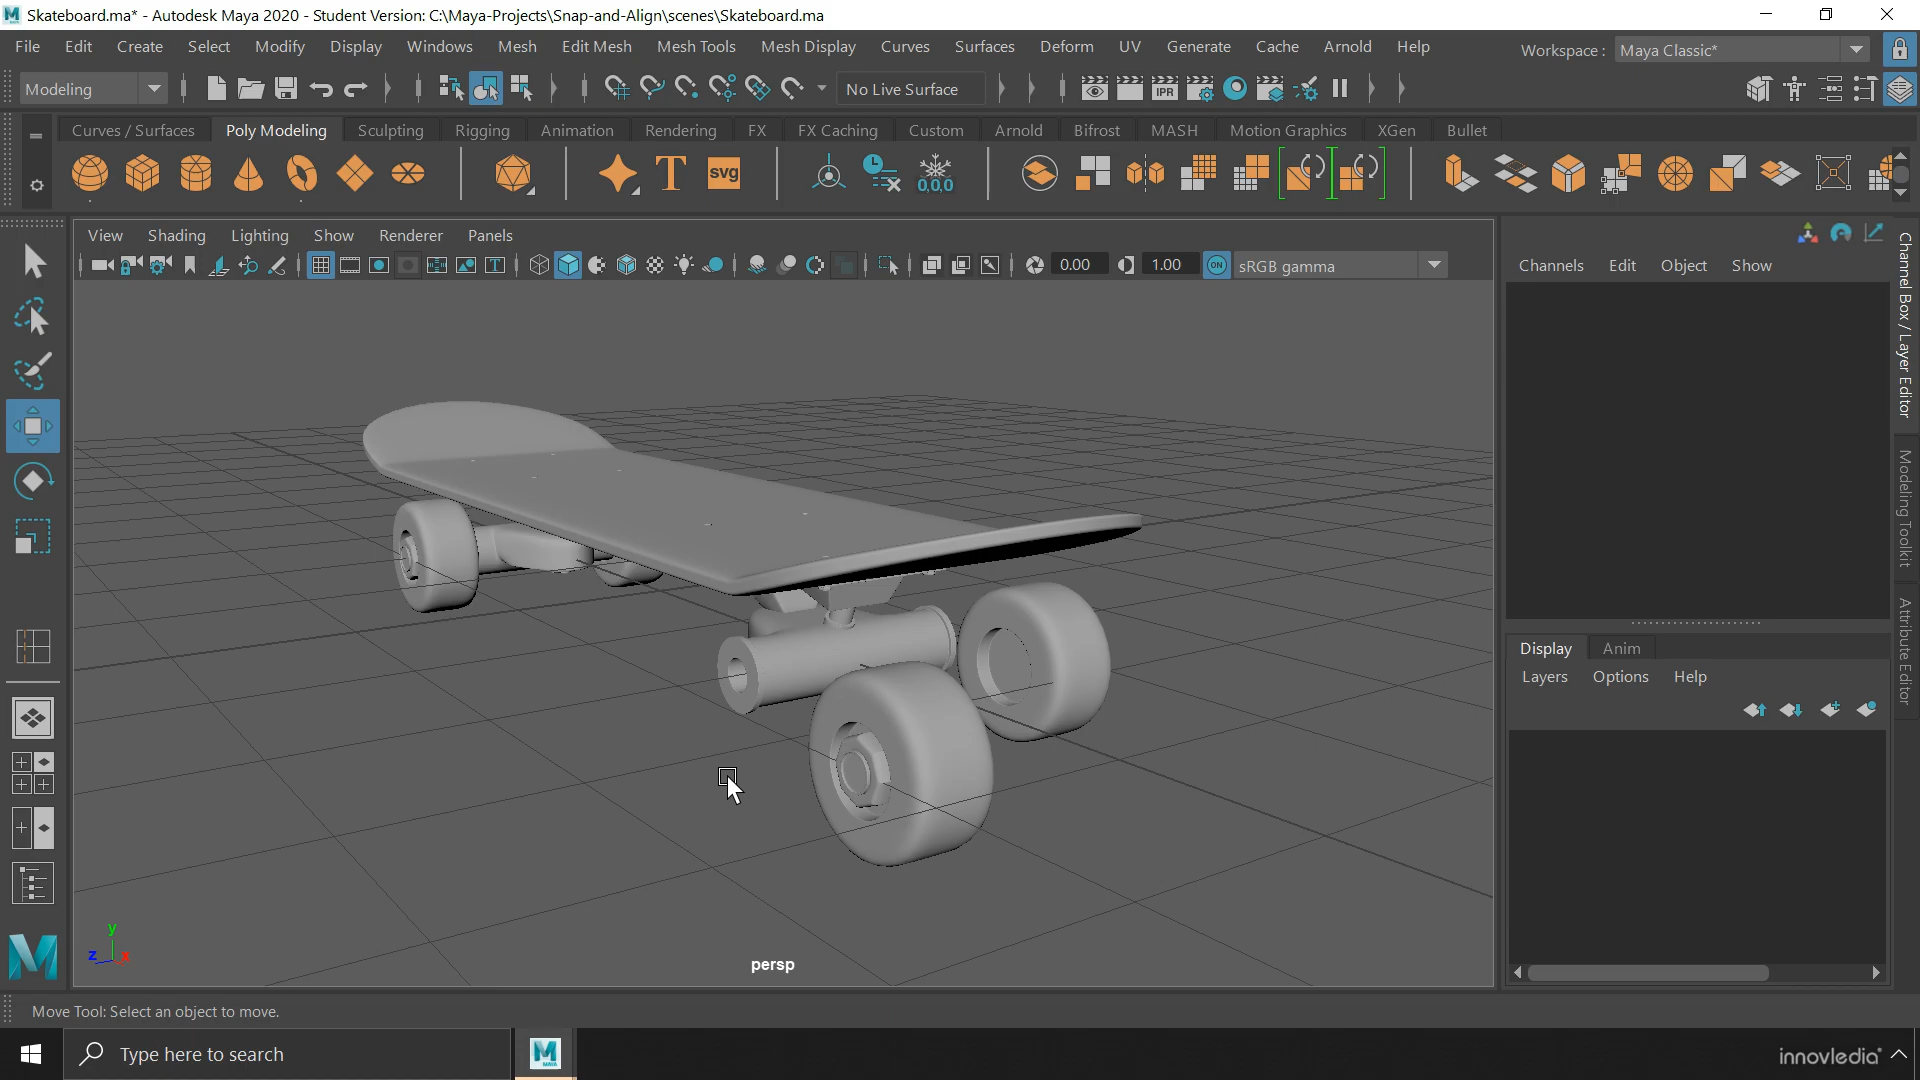 Skateboard.ma* - Autodesk Maya 2020 - Student Version: C:\Maya-Projects\Snap-and-Align\scenes\Skateboard.ma
File Edit Create Select Modify Display Windows Mesh Edit Mesh Mesh Tools Mesh Display Curves Surfaces Deform UV Generate Cache Arnold Help
Workspace : Maya Classic*
Modeling
No Live Surface
IPR
Curves / Surfaces Poly Modeling Sculpting Rigging Animation Rendering FX FX Caching Custom Arnold Bifrost MASH Motion Graphics XGen Bullet
T svg 0,0,0
View Shading Lighting Show Renderer Panels
0.00 1.00 ON sRGB gamma
Channels Edit Object Show
Channel Box / Layer Editor
Modeling Toolkit
Attribute Editor
Display Anim
Layers Options Help
y
z x
persp
Move Tool: Select an object to move.
Type here to search
MAYA
innovledia